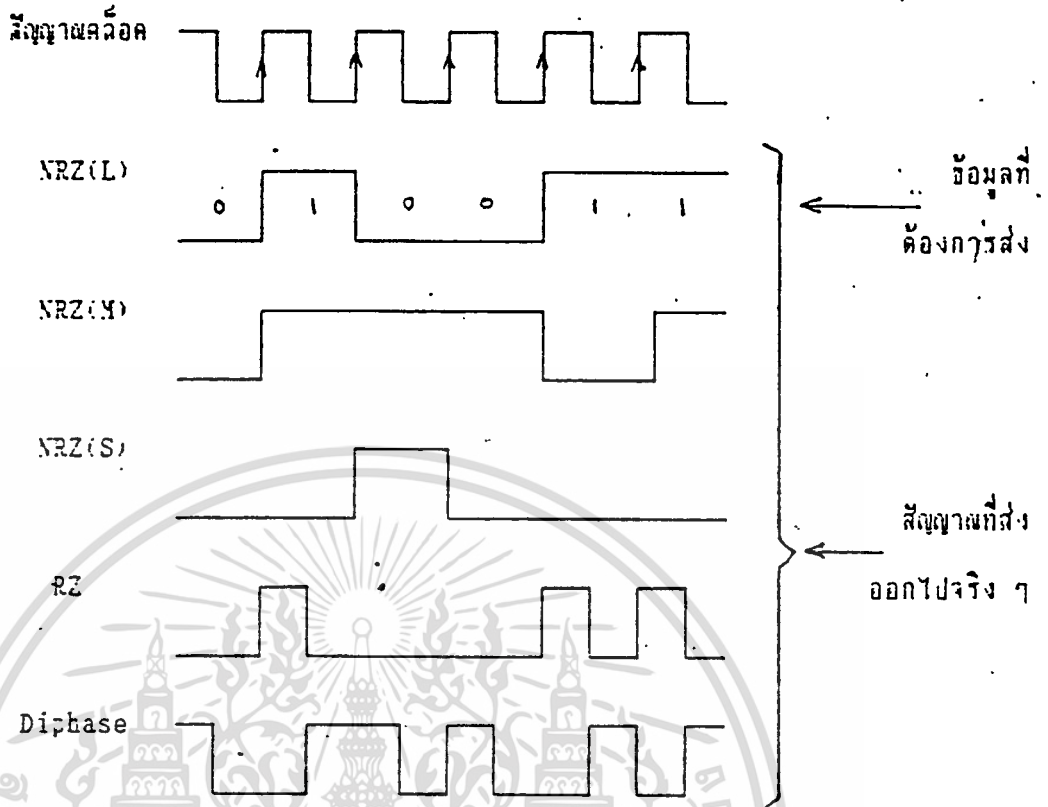 สัญญาณคล็อค
NRZ(L)
0 1 0 0 1 1
ข้อมูลที่
ต้องการส่ง
NRZ(M)
NRZ(S)
สัญญาณที่ส่ง
ออกไปจริง ๆ
RZ
Diphase